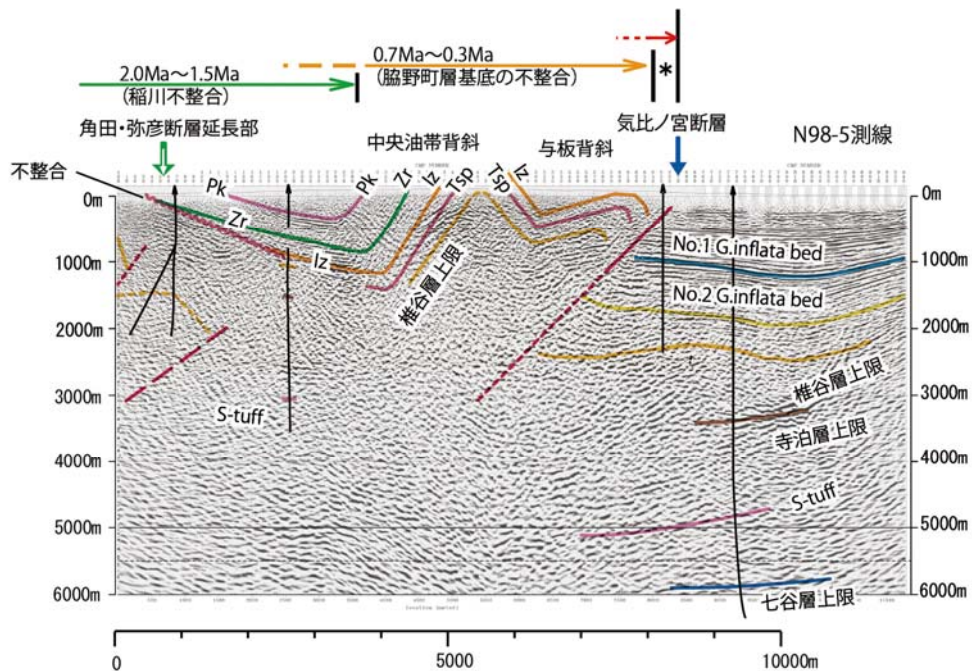 2.0Ma～1.5Ma
(稲川不整合)
0.7Ma～0.3Ma
(脇野町層基底の不整合)
*
角田・弥彦断層延長部
中央油帯背斜
与板背斜
気比ノ宮断層
N98-5測線
不整合
0m
Pk
Pk
Zr
Iz
Tsp
Tsp
Iz
0m
Zr
Iz
椎谷層上限
No.1 G.inflata bed
1000m
1000m
No.2 G.inflata bed
2000m
2000m
3000m
3000m
S-tuff
椎谷層上限
寺泊層上限
4000m
4000m
S-tuff
5000m
5000m
6000m
6000m
七谷層上限
0
5000
10000m